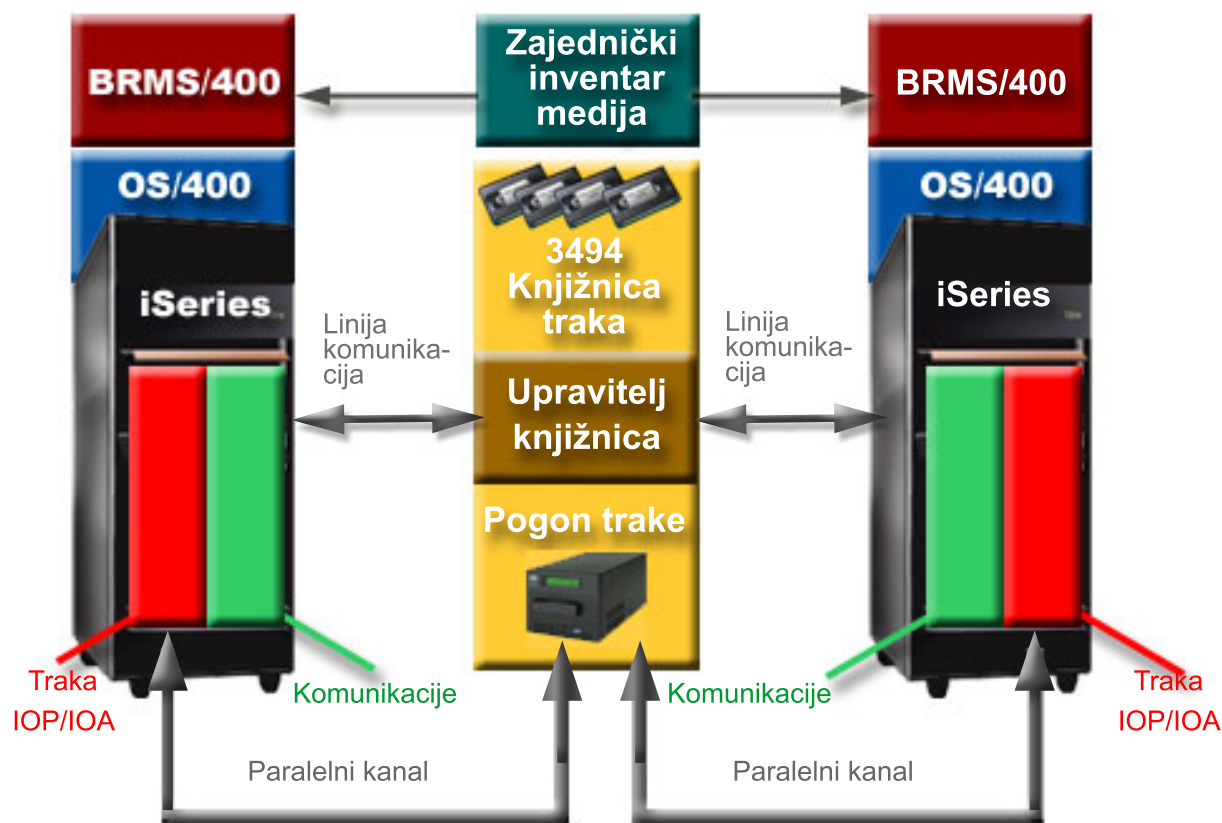 BRMS/400
OS/400
iSeries
Zajednički
inventar
medija
3494
Knjižnica
traka
Upravitelj
knjižnica
Pogon trake
BRMS/400
OS/400
iSeries
Linija
komunika-
cija
Linija
komunika-
cija
Traka
IOP/IOA
Komunikacije
Komunikacije
Traka
IOP/IOA
Paralelni kanal
Paralelni kanal